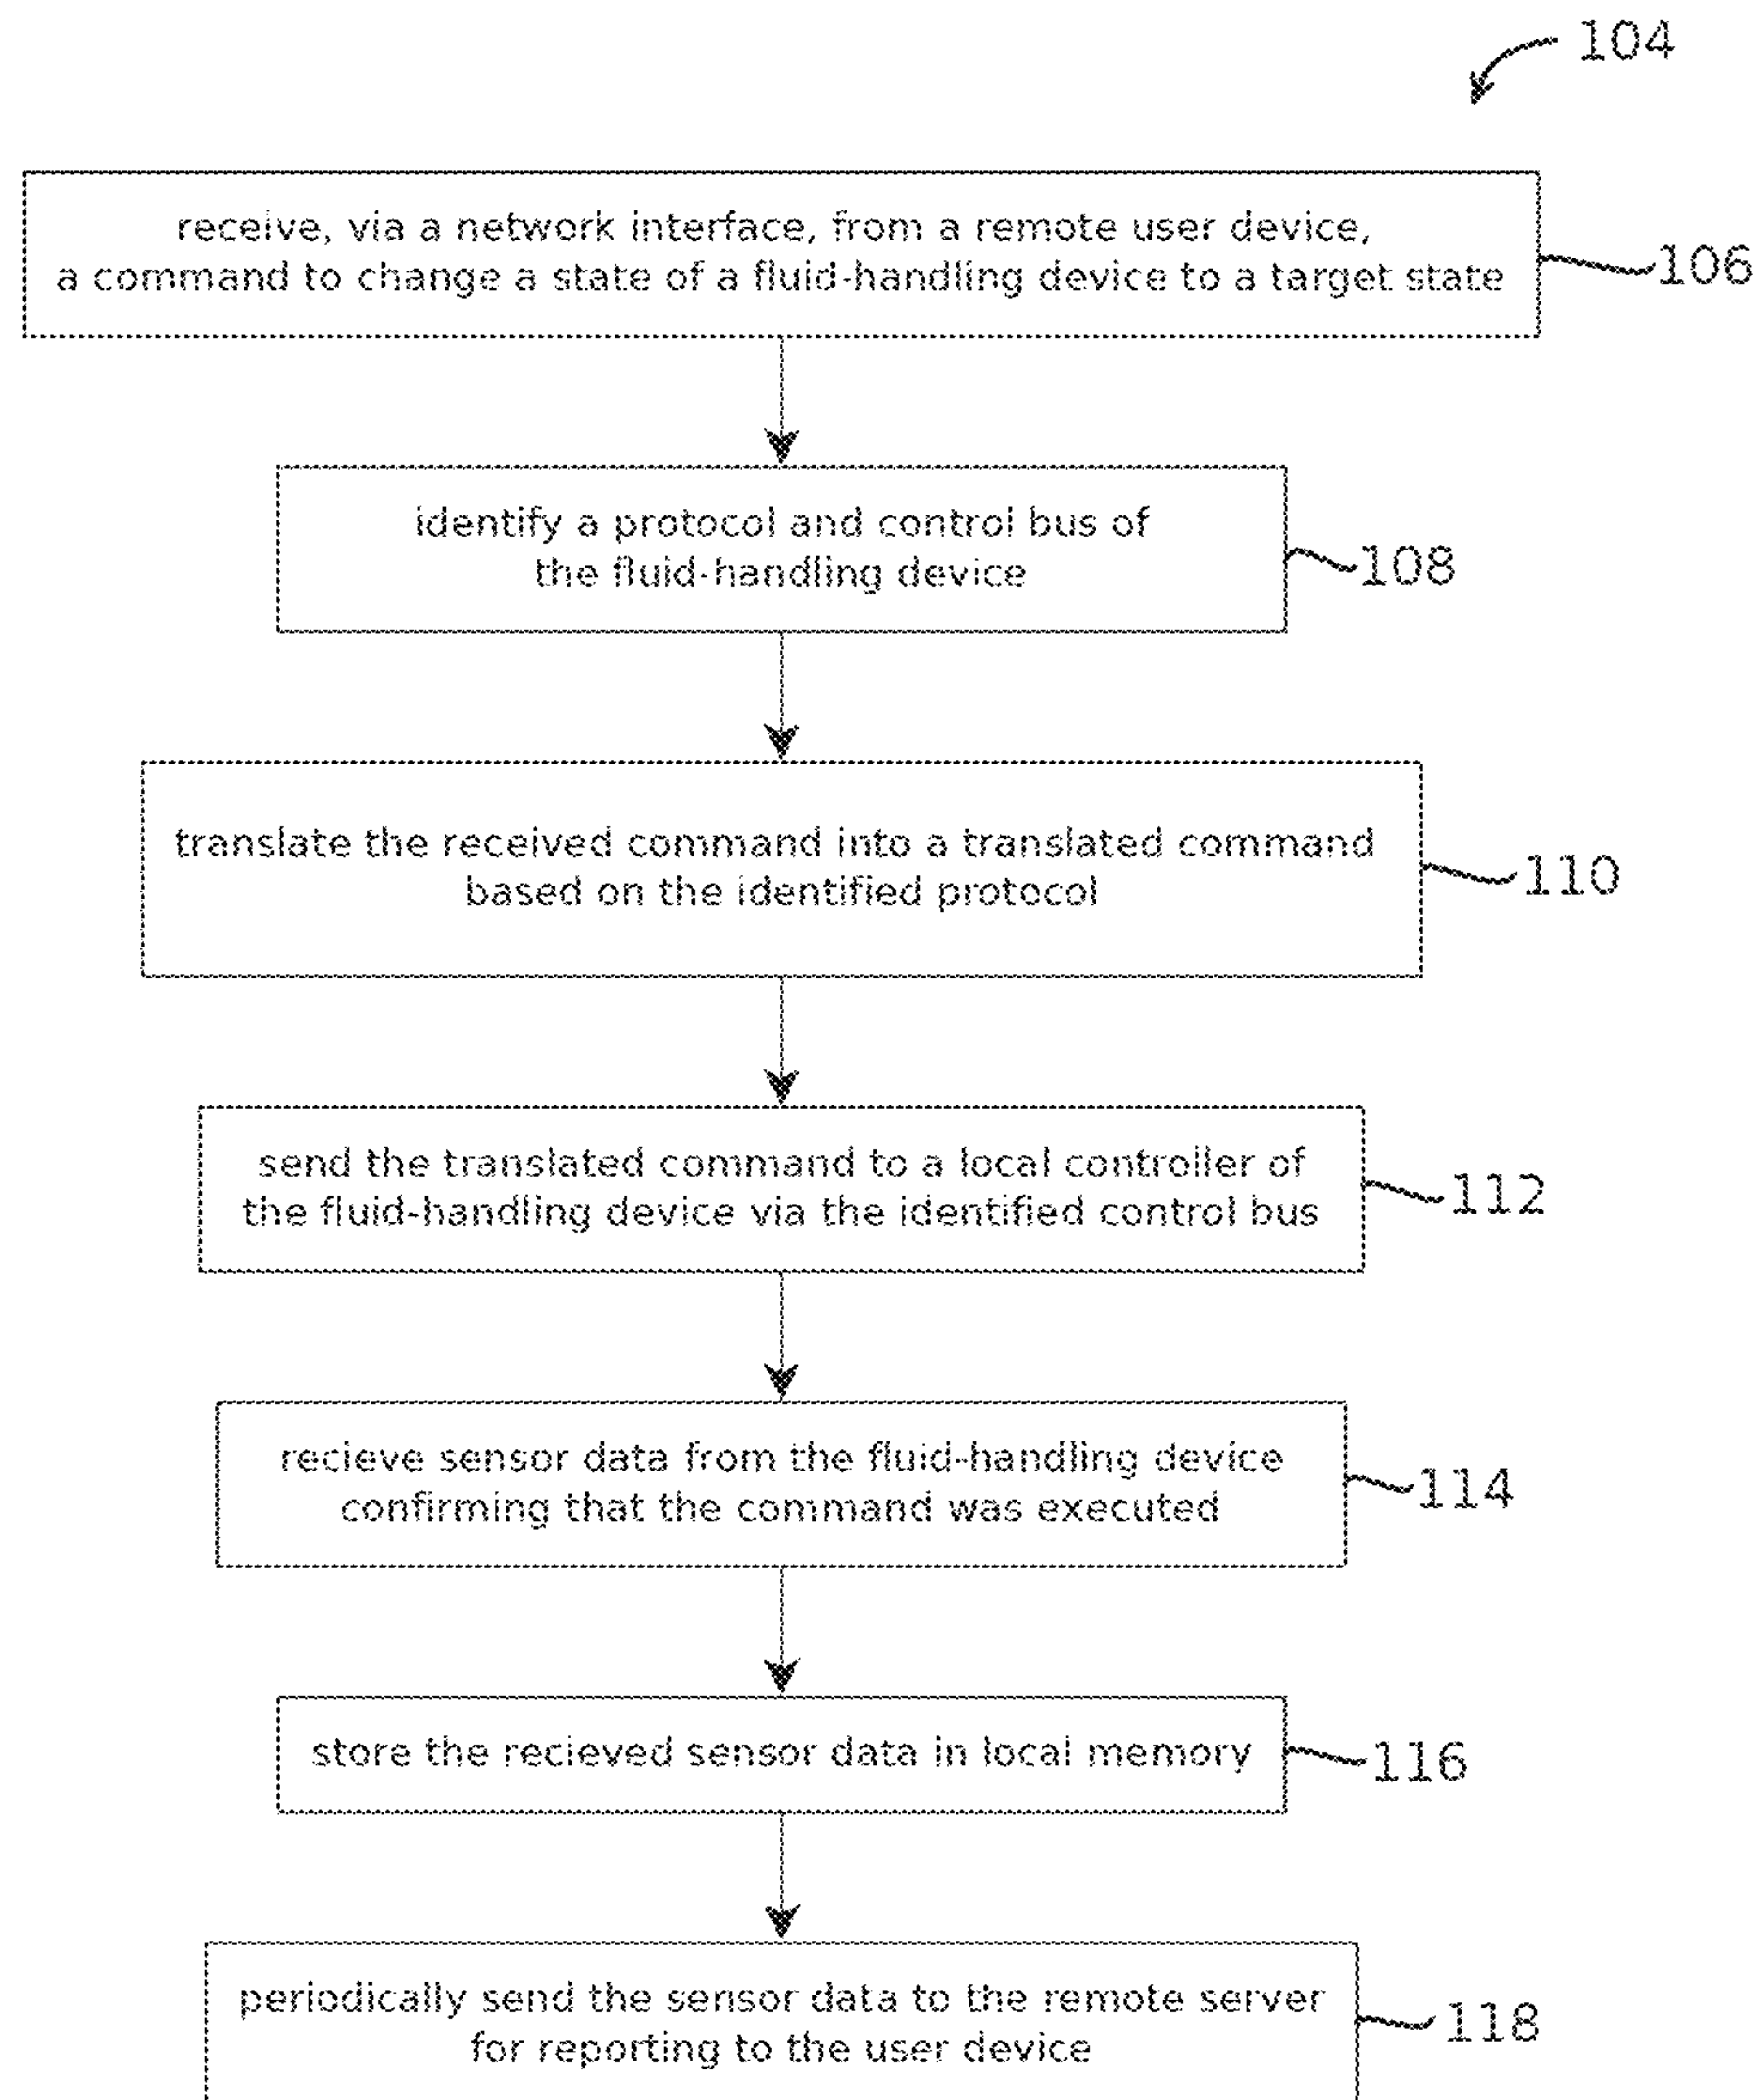 104
receive, via a network interface, from a remote user device,
a command to change a state of a fluid-handling device to a target state
106
identify a protocol and control bus of
the fluid-handling device
108
translate the received command into a translated command
based on the identified protocol
110
send the translated command to a local controller of
the fluid-handling device via the identified control bus
112
recieve sensor data from the fluid-handling device
confirming that the command was executed
114
store the recieved sensor data in local memory
116
periodically send the sensor data to the remote server
for reporting to the user device
118